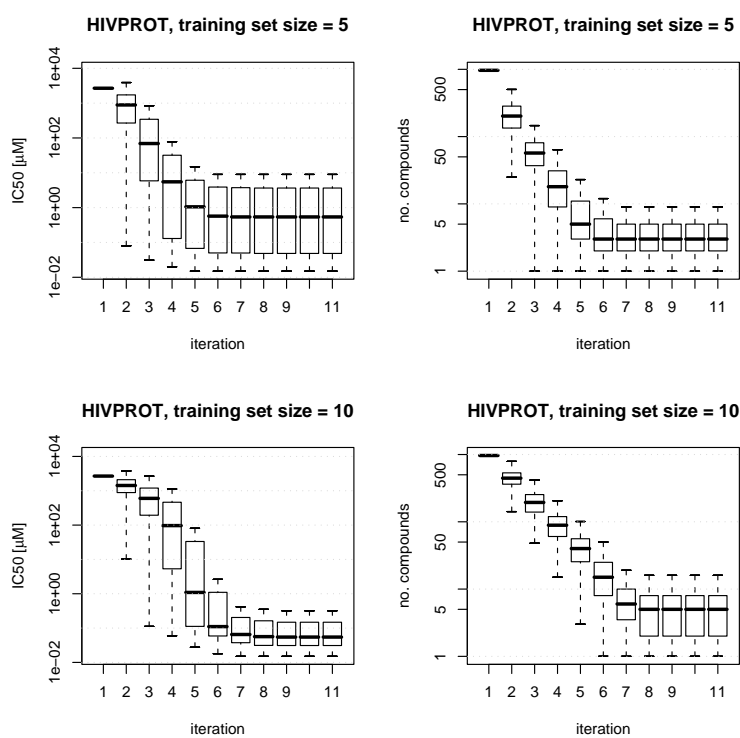 HIVPROT, training set size = 5
IC50 [µM]
1e+04
1e+02
1e+00
1e−02
1 2 3 4 5 6 7 8 9 11
iteration
HIVPROT, training set size = 5
no. compounds
500
50
5
1
1 2 3 4 5 6 7 8 9 11
iteration
HIVPROT, training set size = 10
IC50 [µM]
1e+04
1e+02
1e+00
1e−02
1 2 3 4 5 6 7 8 9 11
iteration
HIVPROT, training set size = 10
no. compounds
500
50
5
1
1 2 3 4 5 6 7 8 9 11
iteration